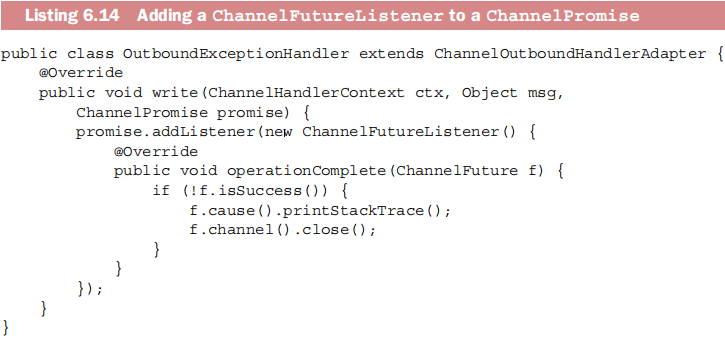 Listing 6.14 Adding a ChannelFutureListener to a ChannelPromise
public class OutboundExceptionHandler extends ChannelOutboundHandlerAdapter {
    @Override
    public void write(ChannelHandlerContext ctx, Object msg,
        ChannelPromise promise) {
        promise.addListener(new ChannelFutureListener() {
            @Override
            public void operationComplete(ChannelFuture f) {
                if (!f.isSuccess()) {
                    f.cause().printStackTrace();
                    f.channel().close();
                }
            }
        });
    }
}